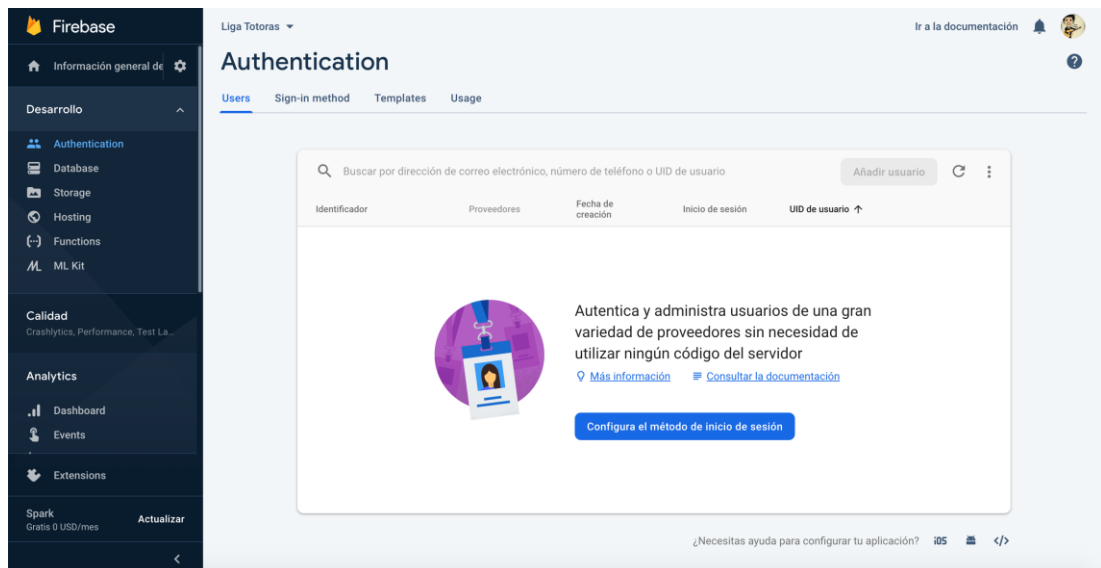 Firebase
Información general de
Desarrollo
Authentication
Database
Storage
Hosting
Functions
ML Kit
Calidad
Crashlytics, Performance, Test La...
Analytics
Dashboard
Events
Extensions
Spark
Gratis 0 USD/mes
Actualizar
Liga Totoras
Ir a la documentación
Authentication
Users Sign-in method Templates Usage
Buscar por dirección de correo electrónico, número de teléfono o UID de usuario
Añadir usuario
Identificador Proveedores Fecha de creación Inicio de sesión UID de usuario
Autentica y administra usuarios de una gran
variedad de proveedores sin necesidad de
utilizar ningún código del servidor
Más información Consultar la documentación
Configura el método de inicio de sesión
¿Necesitas ayuda para configurar tu aplicación? iOS </>